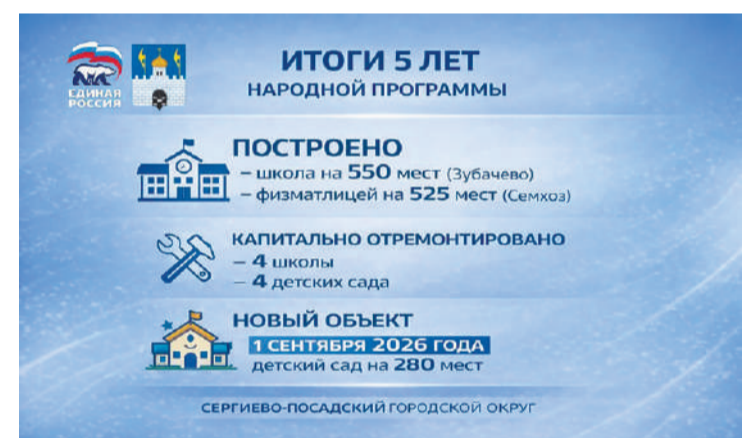 ИТОГИ 5 ЛЕТ
НАРОДНОЙ ПРОГРАММЫ
ЕДИНАЯ
РОССИЯ
ПОСТРОЕНО
– школа на 550 мест (Зубачево)
– физматлицей на 525 мест (Семхоз)
КАПИТАЛЬНО ОТРЕМОНТИРОВАНО
– 4 школы
– 4 детских сада
НОВЫЙ ОБЪЕКТ
1 СЕНТЯБРЯ 2026 ГОДА
детский сад на 280 мест
СЕРГИЕВО-ПОСАДСКИЙ ГОРОДСКОЙ ОКРУГ